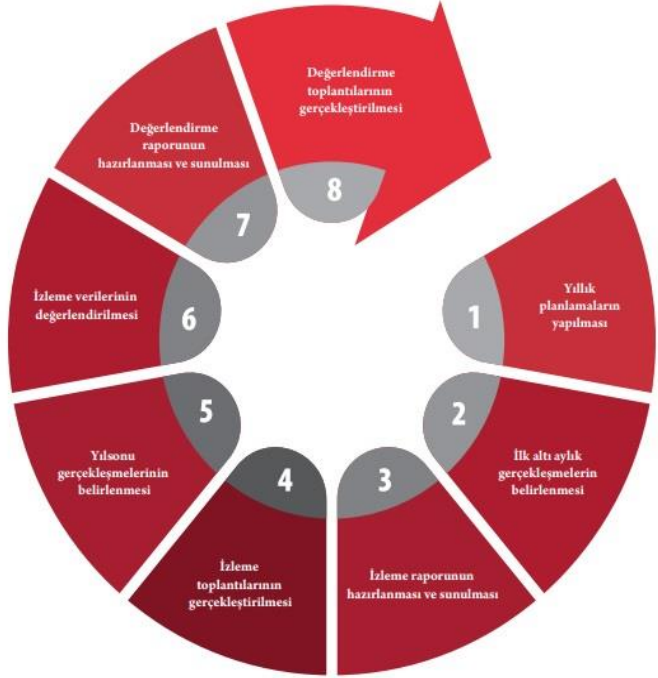 1
Yıllık
planlamaların
yapılması
2
İlk altı aylık
gerçekleşmelerin
belirlenmesi
3
İzleme raporunun
hazırlanması ve sunulması
4
İzleme
toplantılarının
gerçekleştirilmesi
5
Yılsonu
gerçekleşmelerinin
belirlenmesi
6
İzleme verilerinin
değerlendirilmesi
7
Değerlendirme
raporunun
hazırlanması ve sunulması
8
Değerlendirme
toplantılarının
gerçekleştirilmesi